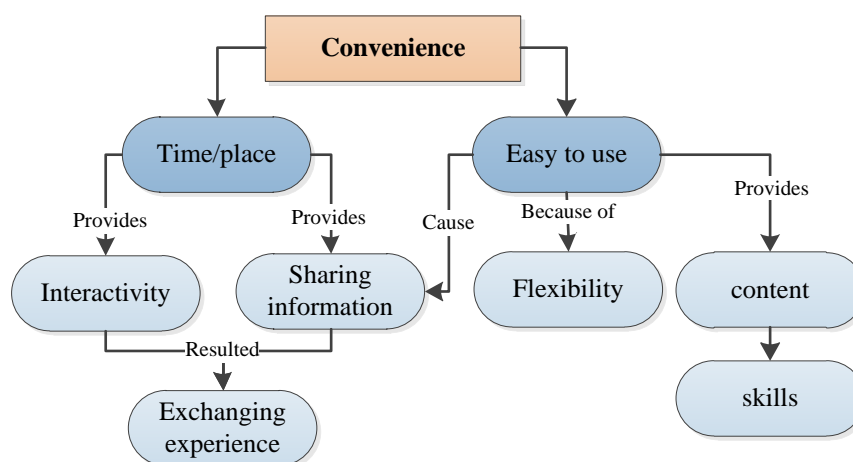 Convenience
Time/place
Easy to use
Provides
Provides
Cause
Because of
Provides
Interactivity
Sharing
information
Flexibility
content
Resulted
Exchanging
experience
skills